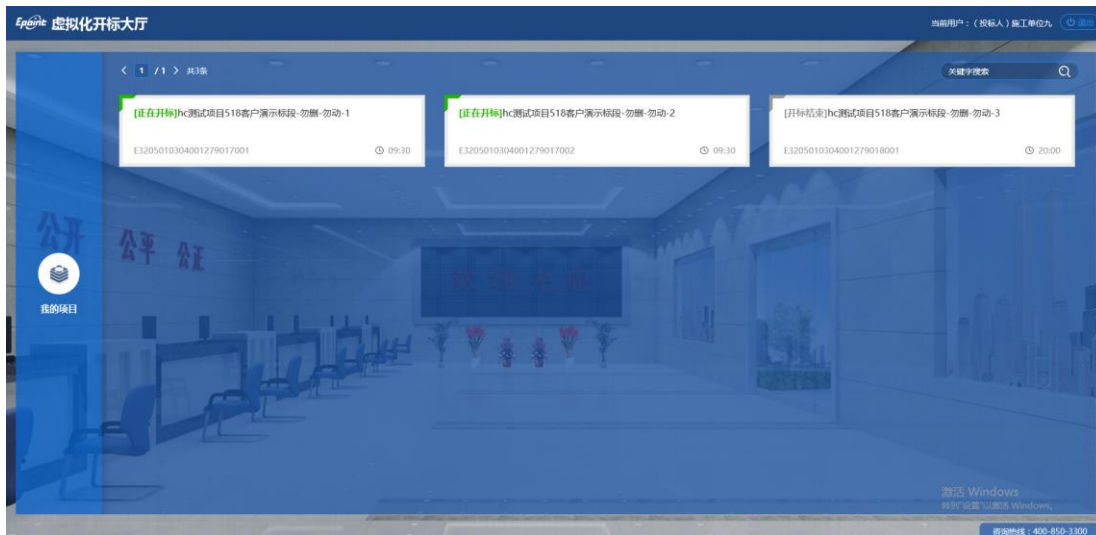 Epoint 虚拟化开标大厅
当前用户：（投标人）施工单位九 退出
1 / 1 共3条
关键字搜索
[正在开标]hc测试项目518客户演示标段-勿删-勿动-1
E3205010304001279017001 09:30
[正在开标]hc测试项目518客户演示标段-勿删-勿动-2
E3205010304001279017002 09:30
[开标结束]hc测试项目518客户演示标段-勿删-勿动-3
E3205010304001279018001 20:00
公开 公平 公正
我的项目
激活 Windows
转到"设置"以激活 Windows。
咨询热线：400-850-3300